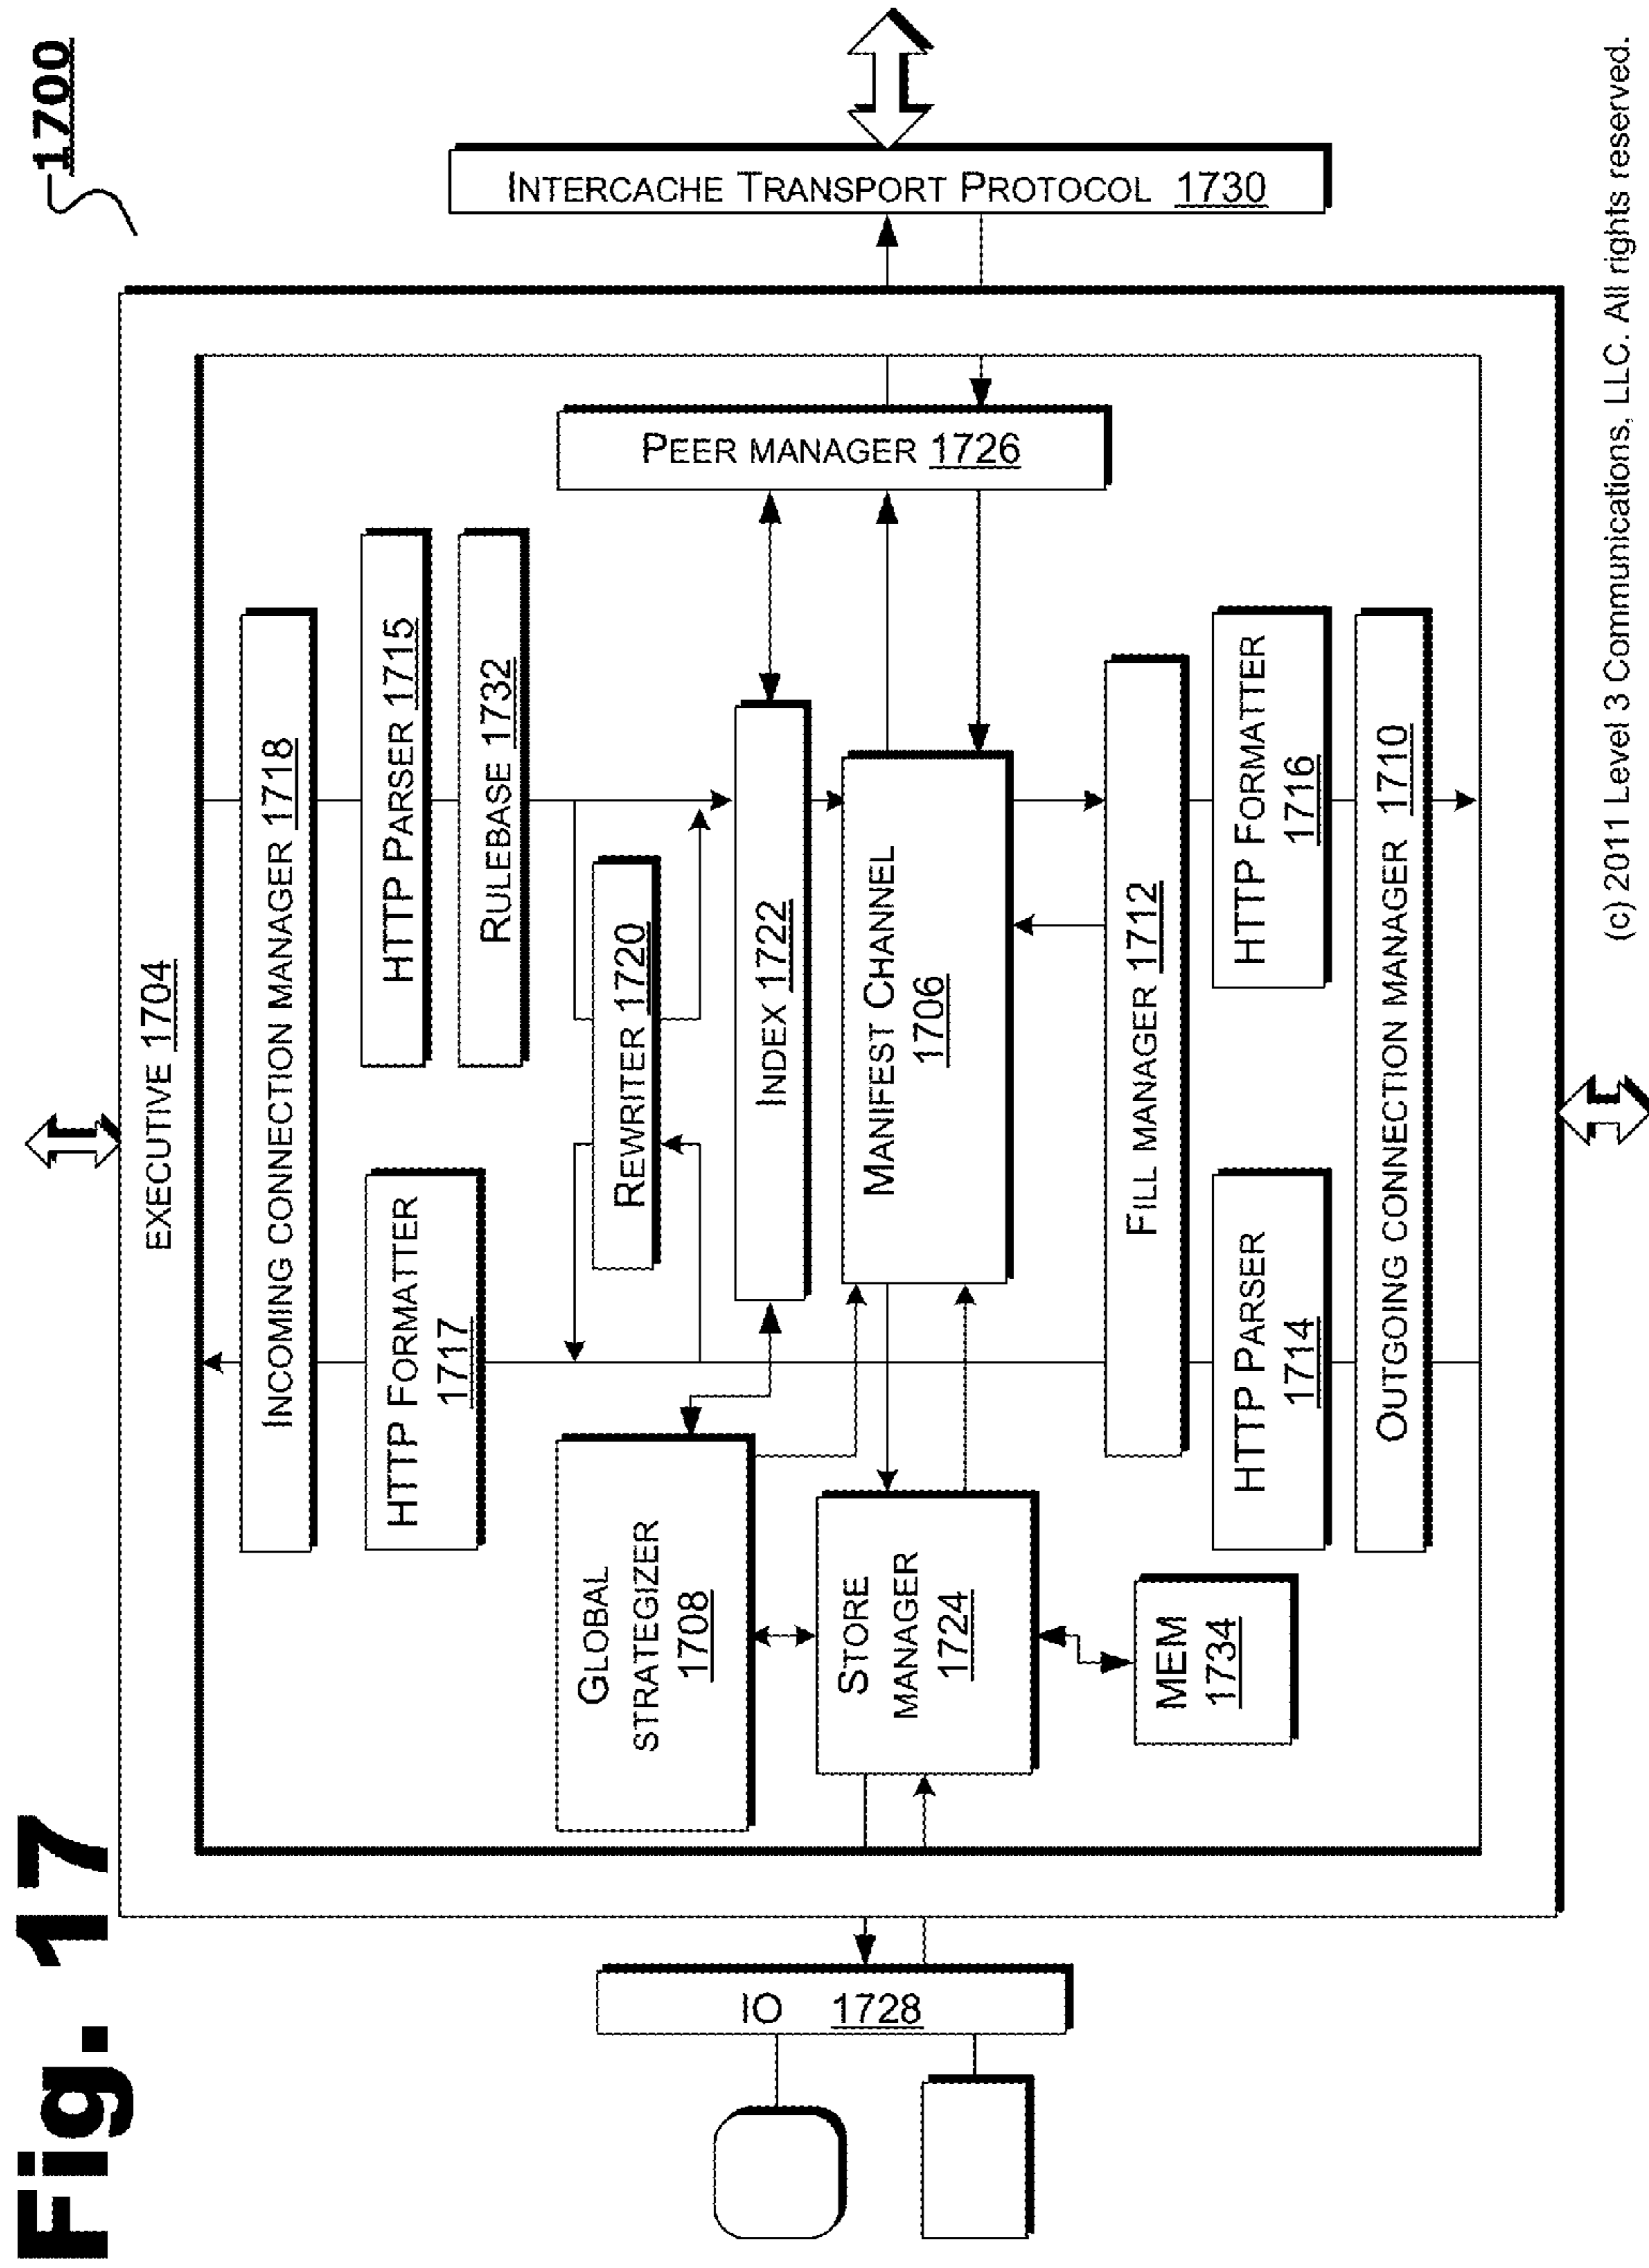 Fig. 17
1700
EXECUTIVE 1704
INCOMING CONNECTION MANAGER 1718
HTTP FORMATTER
1717
HTTP PARSER 1715
RULEBASE 1732
REWRITER 1720
GLOBAL
STRATEGIZER
1708
INDEX 1722
PEER MANAGER 1726
INTERCACHE TRANSPORT PROTOCOL 1730
IO 1728
STORE
MANAGER
1724
MANIFEST CHANNEL
1706
FILL MANAGER 1712
MEM
1734
HTTP PARSER
1714
HTTP FORMATTER
1716
OUTGOING CONNECTION MANAGER 1710
(c) 2011 Level 3 Communications, LLC. All rights reserved.